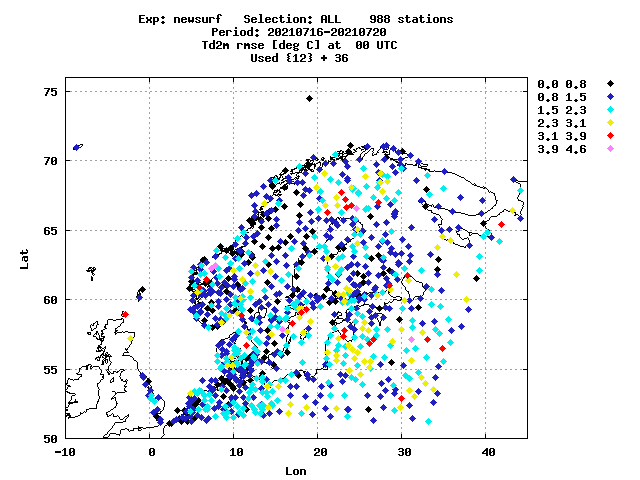 Exp: newsurf   Selection: ALL    988 stations
Period: 20210716-20210720
Td2m rmse [deg C] at  00 UTC
Used {12} + 36
0.0 0.8
0.8 1.5
1.5 2.3
2.3 3.1
3.1 3.9
3.9 4.6
75
70
65
60
55
50
Lat
-10 0 10 20 30 40
Lon